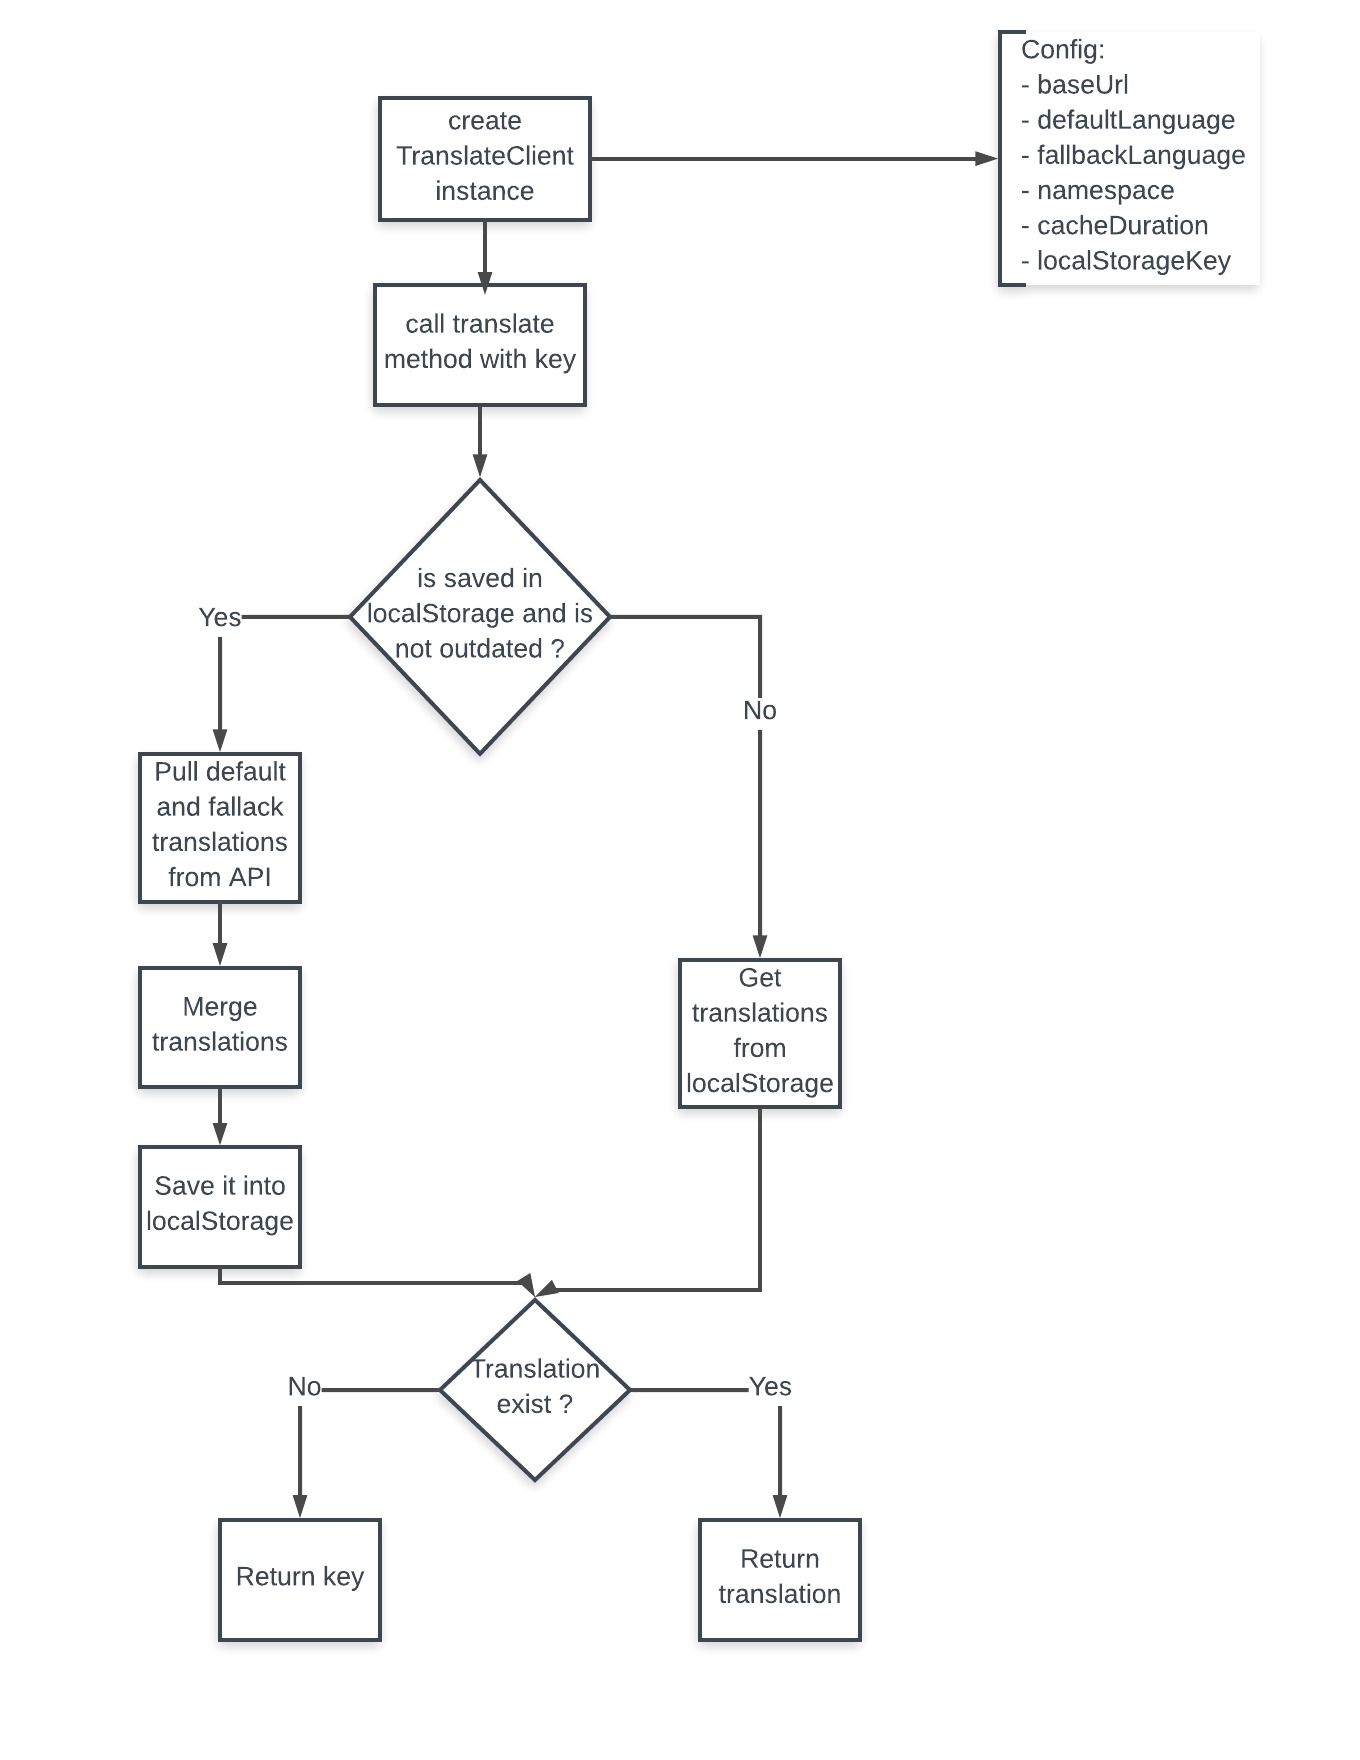 Config:
- baseUrl
- defaultLanguage
- fallbackLanguage
- namespace
- cacheDuration
- localStorageKey
create
TranslateClient
instance
call translate
method with key
is saved in
localStorage and is
not outdated ?
Yes
No
Pull default
and fallack
translations
from API
Merge
translations
Get
translations
from
localStorage
Save it into
localStorage
Translation
exist ?
No
Yes
Return key
Return
translation